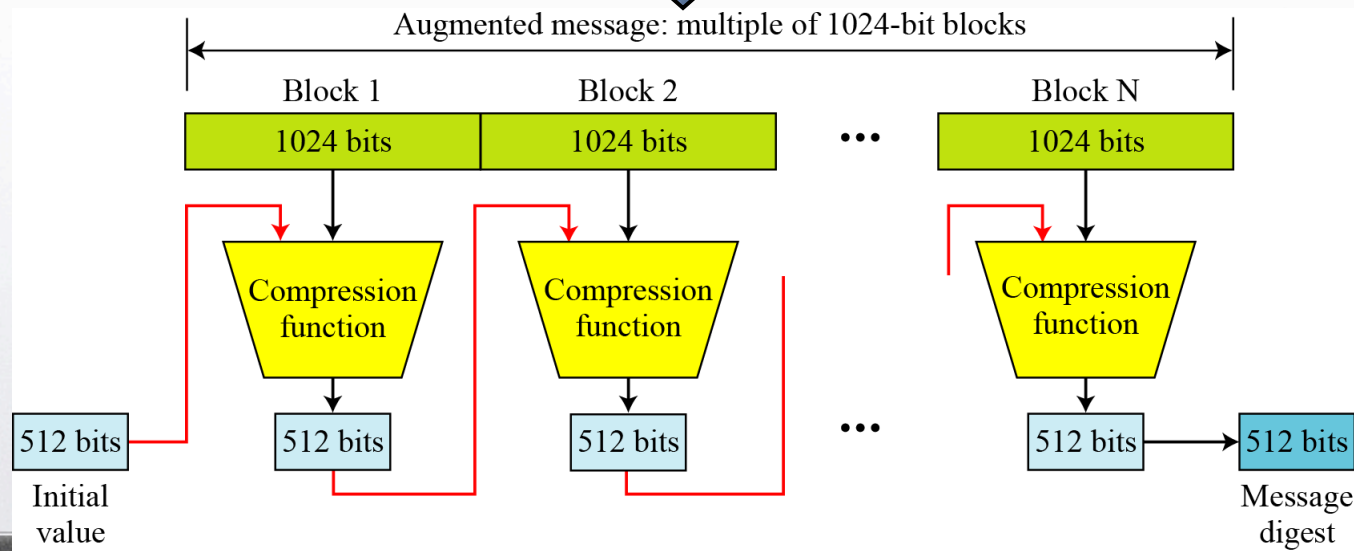 Augmented message: multiple of 1024-bit blocks
Block 1
Block 2
Block N
1024 bits
1024 bits
...
1024 bits
Compression
function
Compression
function
Compression
function
512 bits
512 bits
512 bits
...
512 bits
512 bits
Initial
value
Message
digest